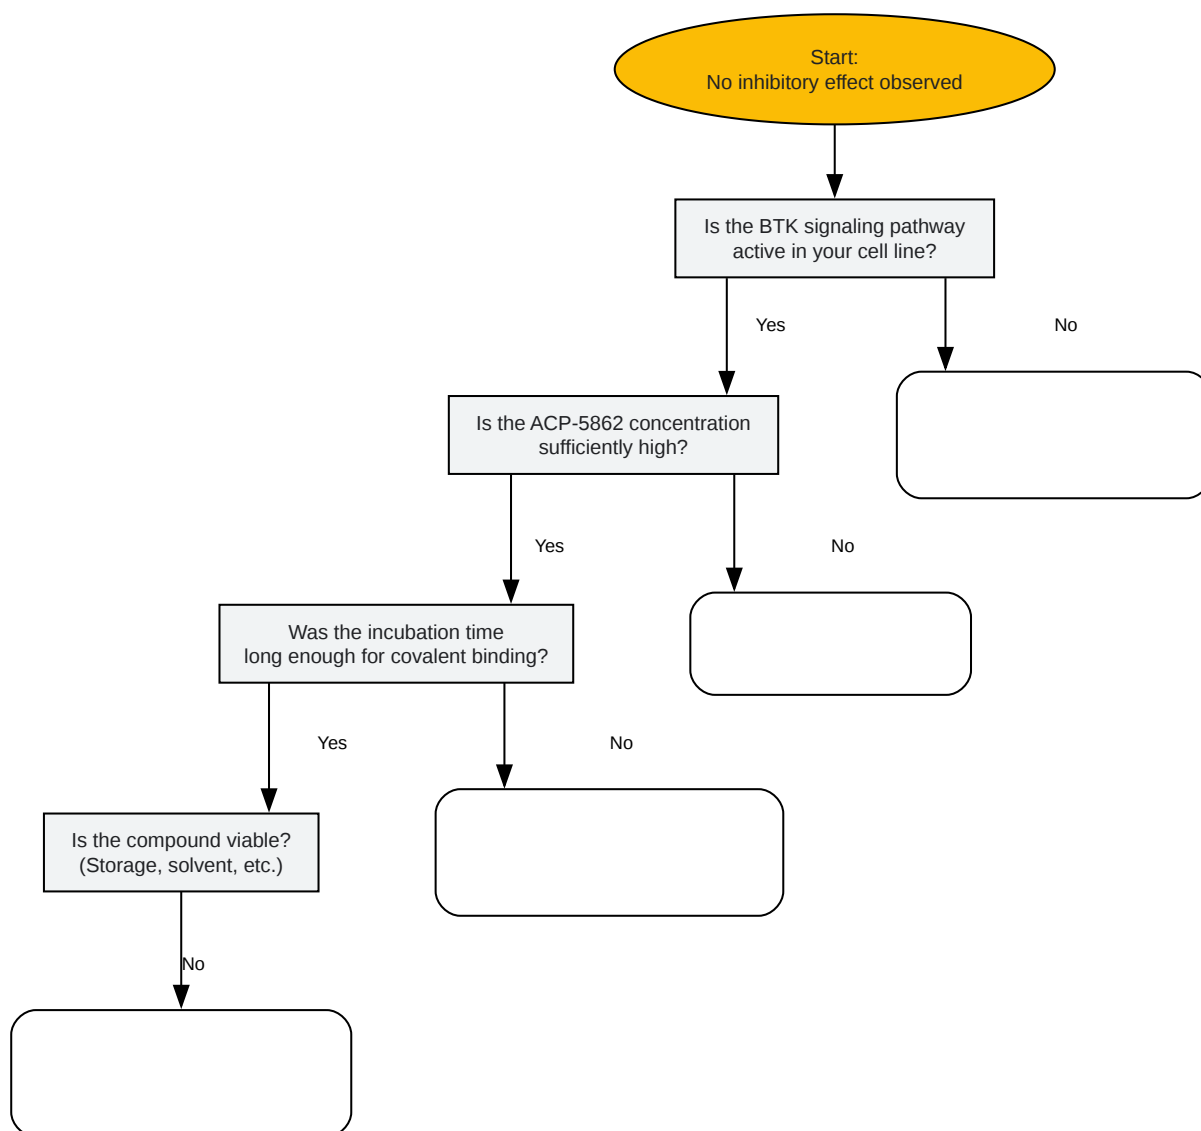 Start:
No inhibitory effect observed
Is the BTK signaling pathway
active in your cell line?
Yes
No
Is the ACP-5862 concentration
sufficiently high?
Yes
No
Was the incubation time
long enough for covalent binding?
Yes
No
Is the compound viable?
(Storage, solvent, etc.)
No